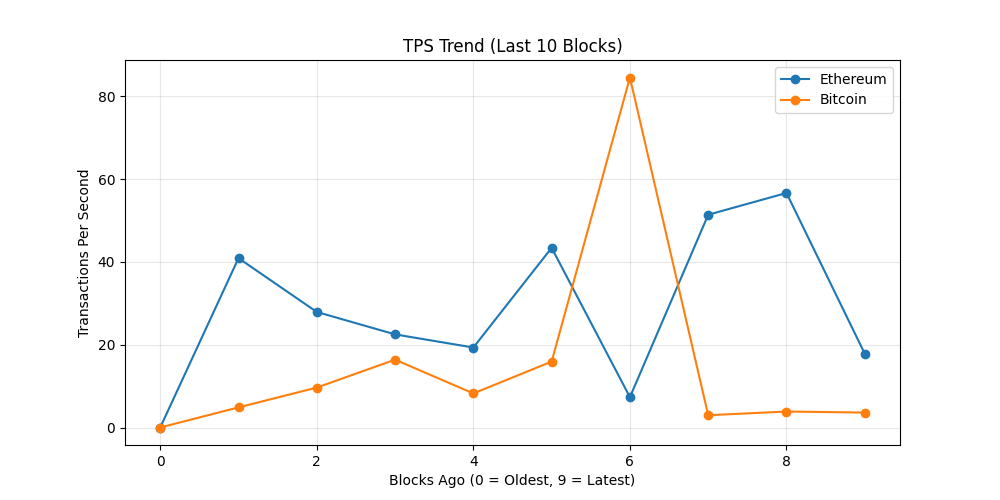 TPS Trend (Last 10 Blocks)
Ethereum
Bitcoin
Transactions Per Second
80
60
40
20
0
0 2 4 6 8
Blocks Ago (0 = Oldest, 9 = Latest)